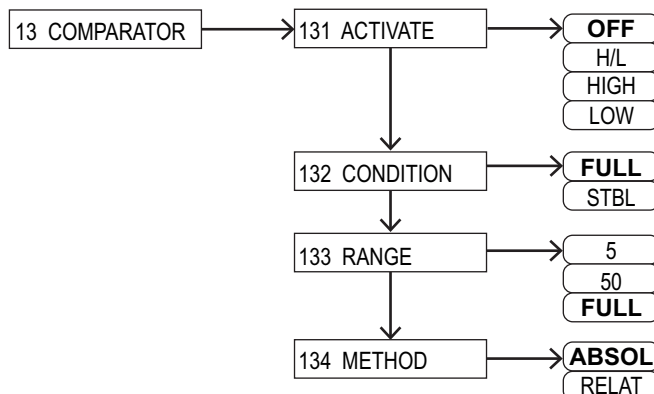 13 COMPARATOR
131 ACTIVATE
OFF
H/L
HIGH
LOW
132 CONDITION
FULL
STBL
133 RANGE
5
50
FULL
134 METHOD
ABSOL
RELAT